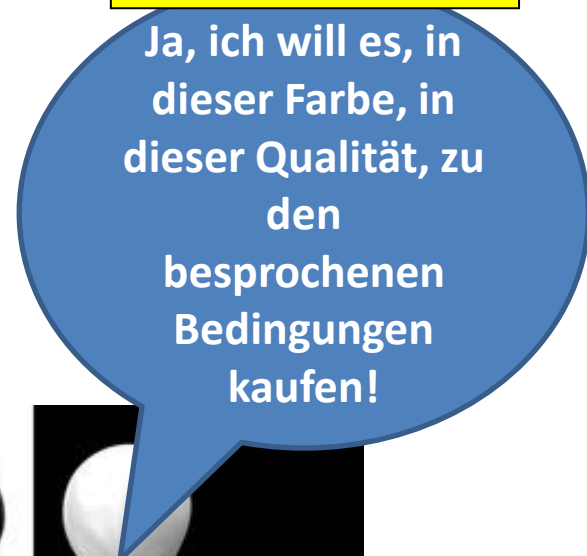 Ja, ich will es, in
dieser Farbe, in
dieser Qualität, zu
den
besprochenen
Bedingungen
kaufen!